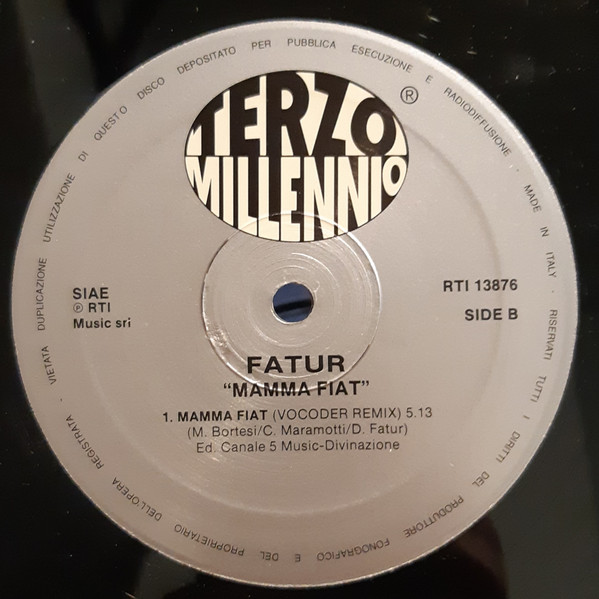 TERZO
MILLENNIO
®
SIAE
℗ RTI
Music srl
RTI 13876
SIDE B
FATUR
"MAMMA FIAT"
1. MAMMA FIAT (VOCODER REMIX) 5.13
(M. Bortesi/C. Maramotti/D. Fatur)
Ed. Canale 5 Music-Divinazione
MADE IN ITALY · RISERVATI TUTTI I DIRITTI DEL PRODUTTORE FONOGRAFICO E DEL PROPRIETARIO DELL'OPERA REGISTRATA · VIETATA DUPLICAZIONE UTILIZZAZIONE DI QUESTO DISCO DEPOSITATO PER PUBBLICA ESECUZIONE E RADIODIFFUSIONE ·